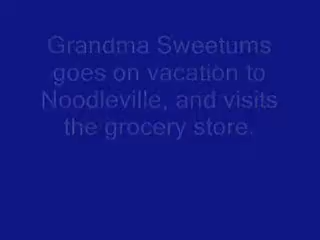 Grandma Sweetums
goes on vacation to
Noodleville, and visits
the grocery store.